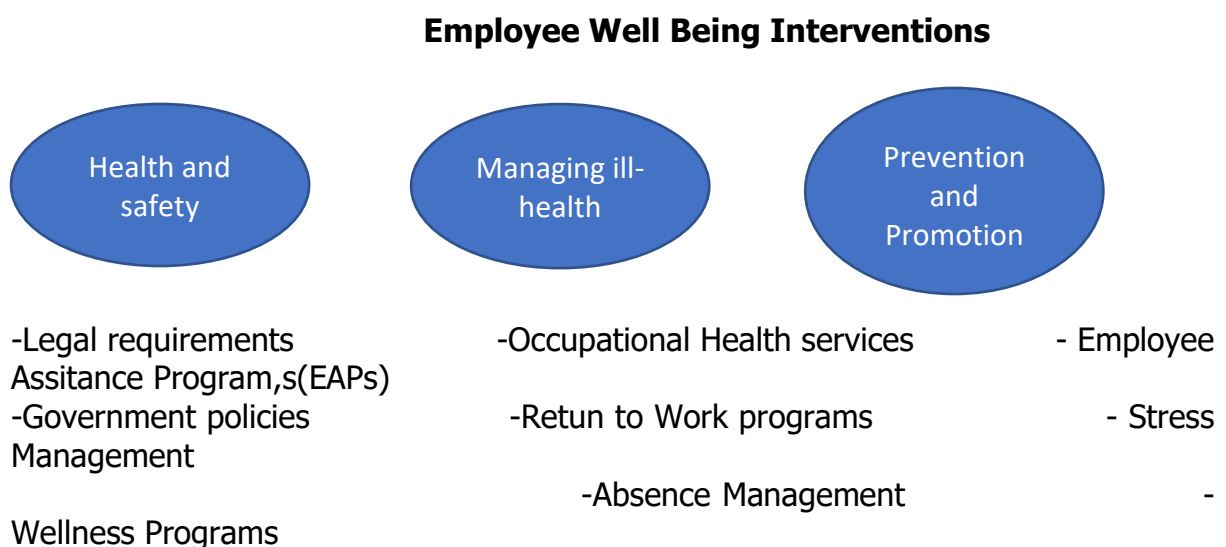 Employee Well Being Interventions
Health and
safety
Managing ill-
health
Prevention
and
Promotion
-Legal requirements -Occupational Health services - Employee
Assitance Program,s(EAPs)
-Government policies -Retun to Work programs - Stress
Management
-Absence Management -
Wellness Programs